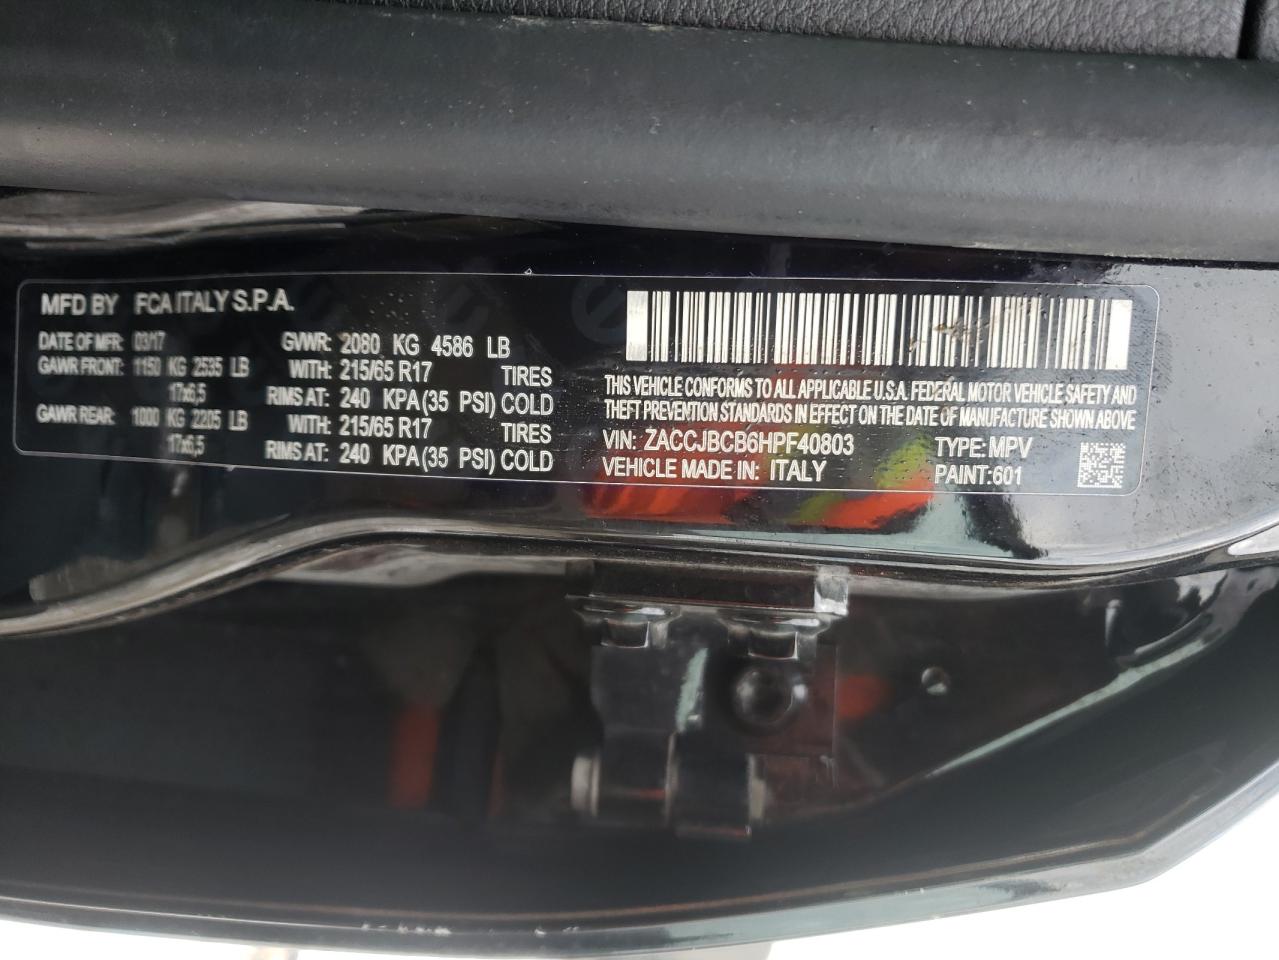 MFD BY FCA ITALY S.P.A.
DATE OF MFR: 03/17 GVWR: 2080 KG 4586 LB
GAWR FRONT: 1150 KG 2535 LB WITH: 215/65 R17 TIRES
17x6,5 RIMS AT: 240 KPA(35 PSI) COLD
GAWR REAR: 1000 KG 2205 LB WITH: 215/65 R17 TIRES
17x6,5 RIMS AT: 240 KPA(35 PSI) COLD
THIS VEHICLE CONFORMS TO ALL APPLICABLE U.S.A. FEDERAL MOTOR VEHICLE SAFETY AND
THEFT PREVENTION STANDARDS IN EFFECT ON THE DATE OF MANUFACTURE SHOWN ABOVE
VIN: ZACCJBCB6HPF40803 TYPE: MPV
VEHICLE MADE IN: ITALY PAINT:601